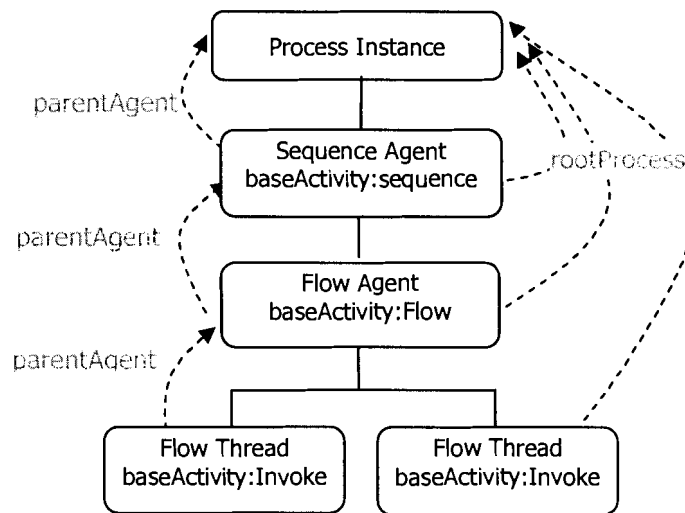 Process Instance
parentAgent
Sequence Agent
baseActivity:sequence
rootProcess
parentAgent
Flow Agent
baseActivity:Flow
parentAgent
Flow Thread
baseActivity:Invoke
Flow Thread
baseActivity:Invoke